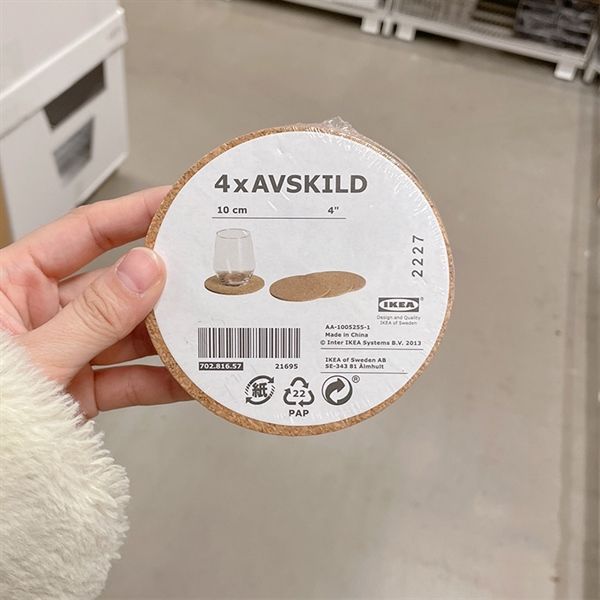 4xAVSKILD
10 cm 4"
2227
IKEA
Design and Quality
IKEA of Sweden
AA-1005255-1
Made in China
© Inter IKEA Systems B.V. 2013
702.816.57 21695
IKEA of Sweden AB
SE-343 81 Älmhult
紙 22 ®
PAP